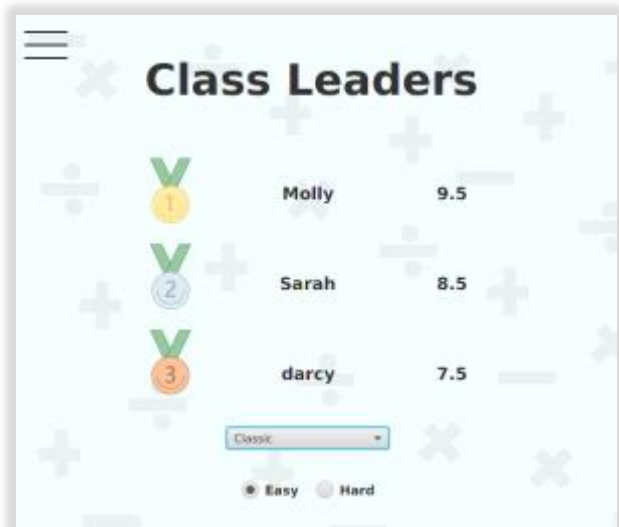 Class Leaders
1 Molly 9.5
2 Sarah 8.5
3 darcy 7.5
Classic
Easy Hard